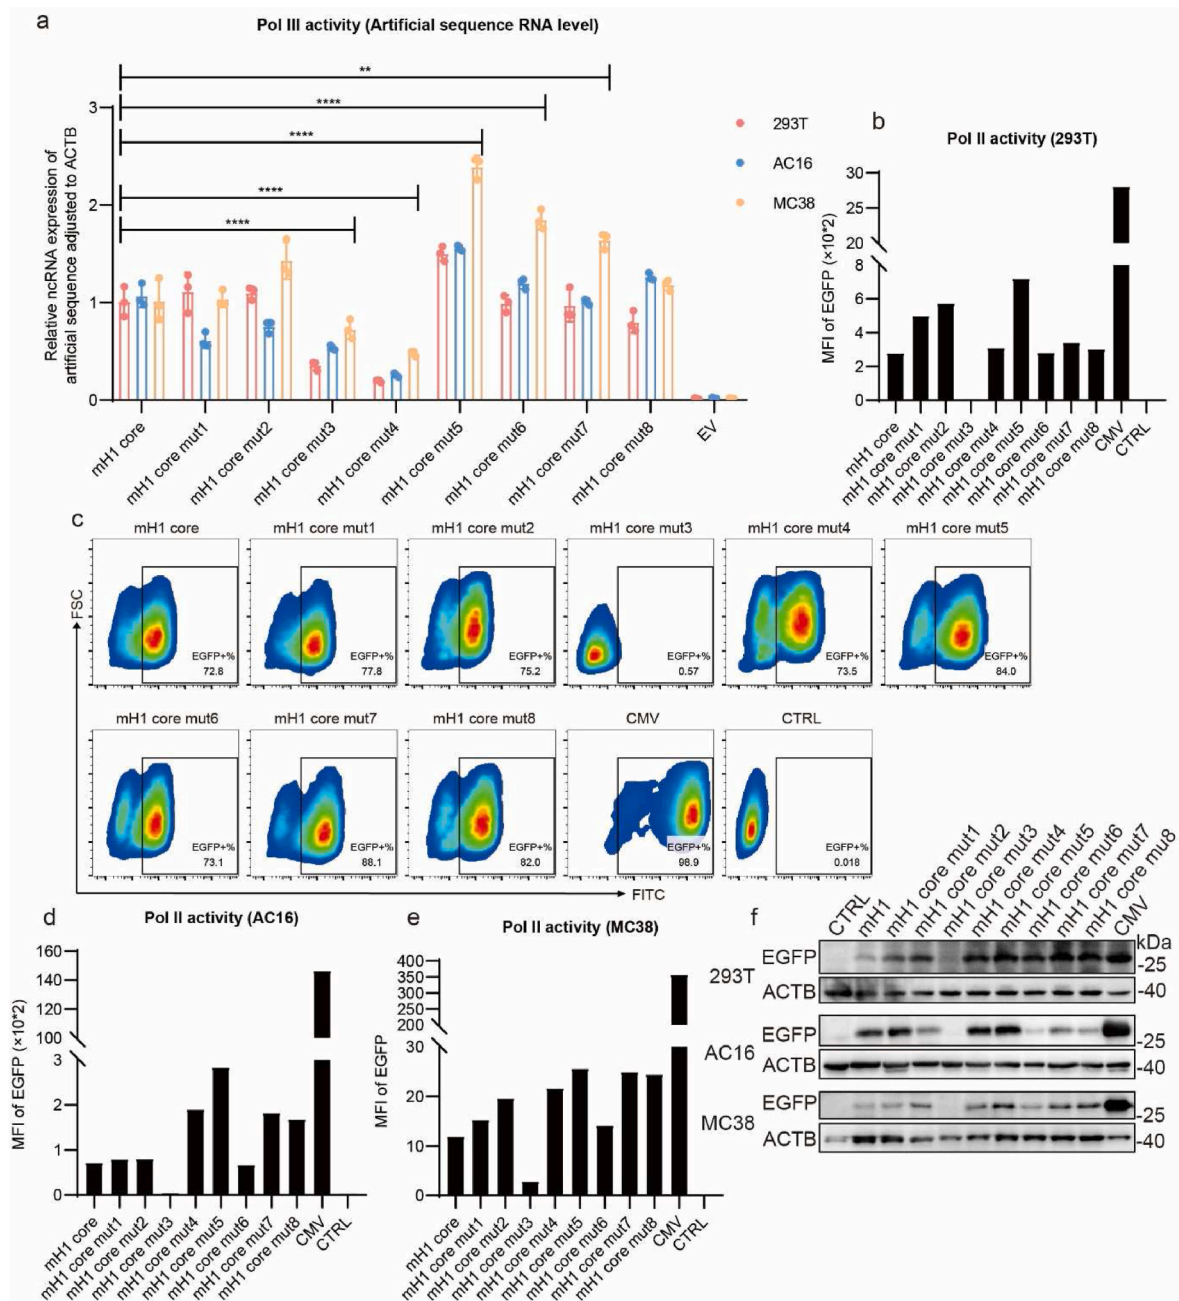 a
Pol III activity (Artificial sequence RNA level)
Relative ncRNA expression of
artificial sequence adjusted to ACTB
3
2
1
0
**
****
****
****
****
293T
AC16
MC38
mH1 core
mH1 core mut1
mH1 core mut2
mH1 core mut3
mH1 core mut4
mH1 core mut5
mH1 core mut6
mH1 core mut7
mH1 core mut8
EV
b
Pol II activity (293T)
MFI of EGFP (×10*2)
30
25
20
8
6
4
2
0
mH1 core
mH1 core mut1
mH1 core mut2
mH1 core mut3
mH1 core mut4
mH1 core mut5
mH1 core mut6
mH1 core mut7
mH1 core mut8
CMV
CTRL
c
FSC
mH1 core
EGFP+%
72.8
mH1 core mut1
EGFP+%
77.8
mH1 core mut2
EGFP+%
75.2
mH1 core mut3
EGFP+%
0.57
mH1 core mut4
EGFP+%
73.5
mH1 core mut5
EGFP+%
84.0
mH1 core mut6
EGFP+%
73.1
mH1 core mut7
EGFP+%
88.1
mH1 core mut8
EGFP+%
82.0
CMV
EGFP+%
98.9
CTRL
EGFP+%
0.018
FITC
d
Pol II activity (AC16)
MFI of EGFP (×10*2)
160
140
120
100
3
2
1
0
mH1 core
mH1 core mut1
mH1 core mut2
mH1 core mut3
mH1 core mut4
mH1 core mut5
mH1 core mut6
mH1 core mut7
mH1 core mut8
CMV
CTRL
e
Pol II activity (MC38)
MFI of EGFP
400
350
300
250
200
30
20
10
0
mH1 core
mH1 core mut1
mH1 core mut2
mH1 core mut3
mH1 core mut4
mH1 core mut5
mH1 core mut6
mH1 core mut7
mH1 core mut8
CMV
CTRL
f
CTRL
mH1
mH1 core mut1
mH1 core mut2
mH1 core mut3
mH1 core mut4
mH1 core mut5
mH1 core mut6
mH1 core mut7
mH1 core mu8
CMV
kDa
293T
EGFP
-25
ACTB
-40
AC16
EGFP
-25
ACTB
-40
MC38
EGFP
-25
ACTB
-40